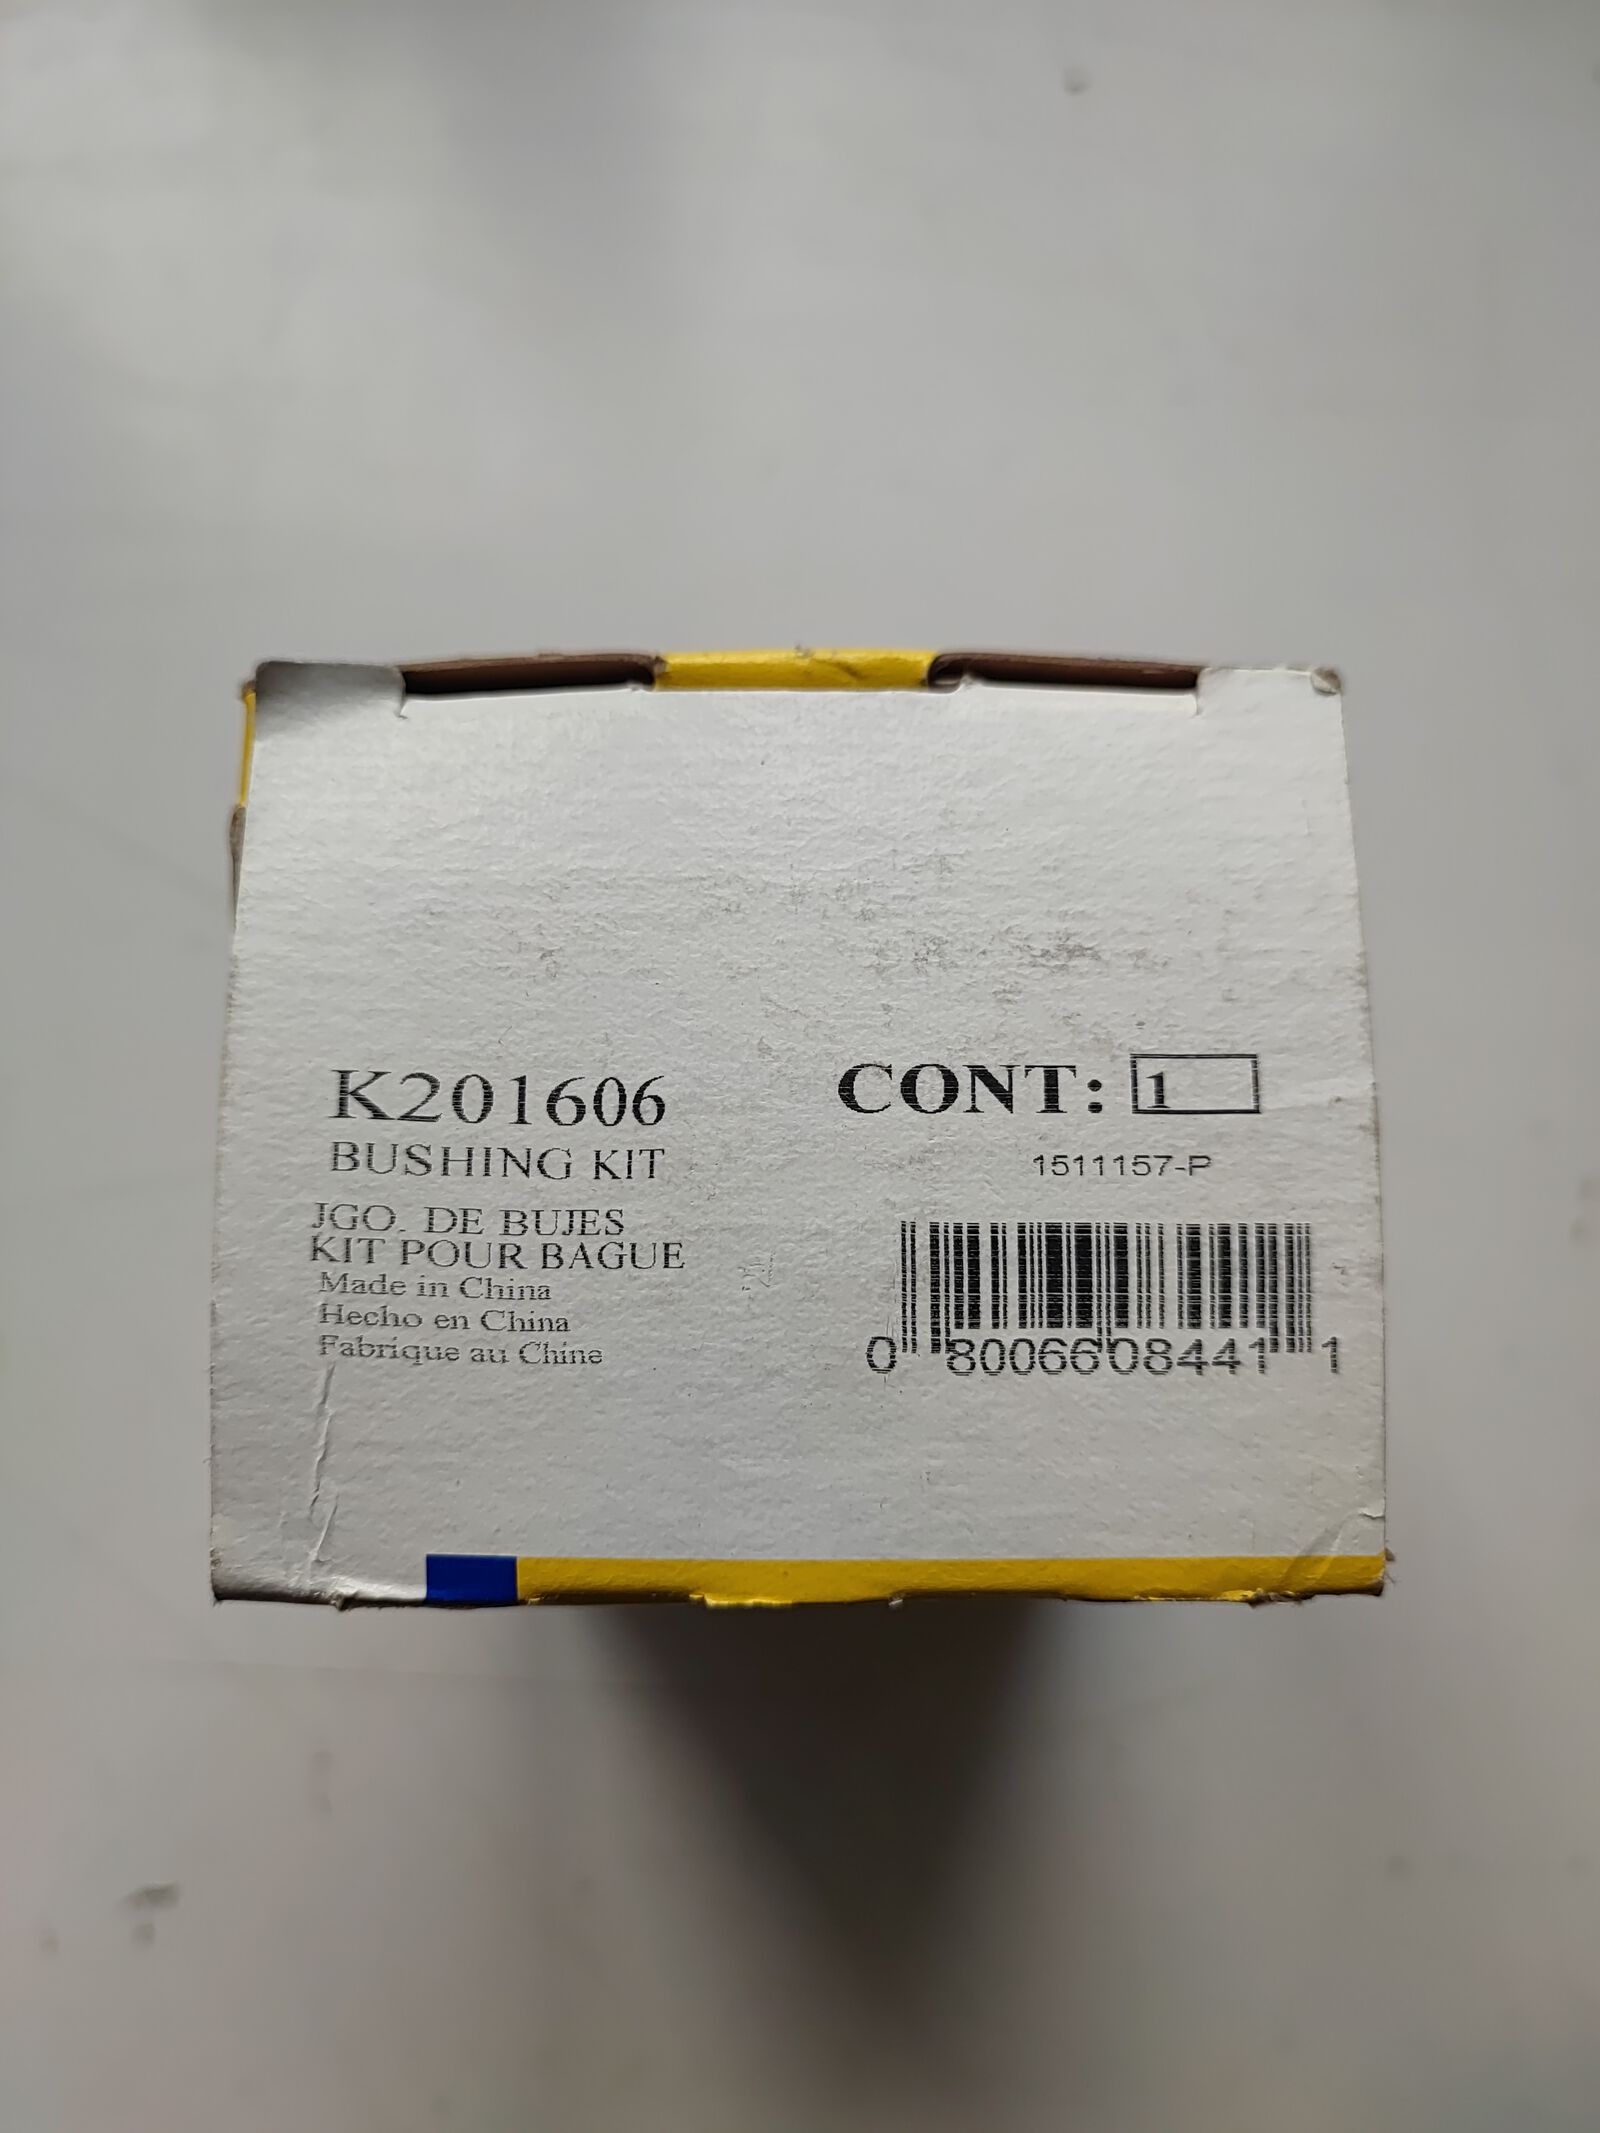 K201606
BUSHING KIT
JGO. DE BUJES
KIT POUR BAGUE
Made in China
Hecho en China
Fabrique au Chine
CONT: 1
1511157-P
0 80066 08441 1